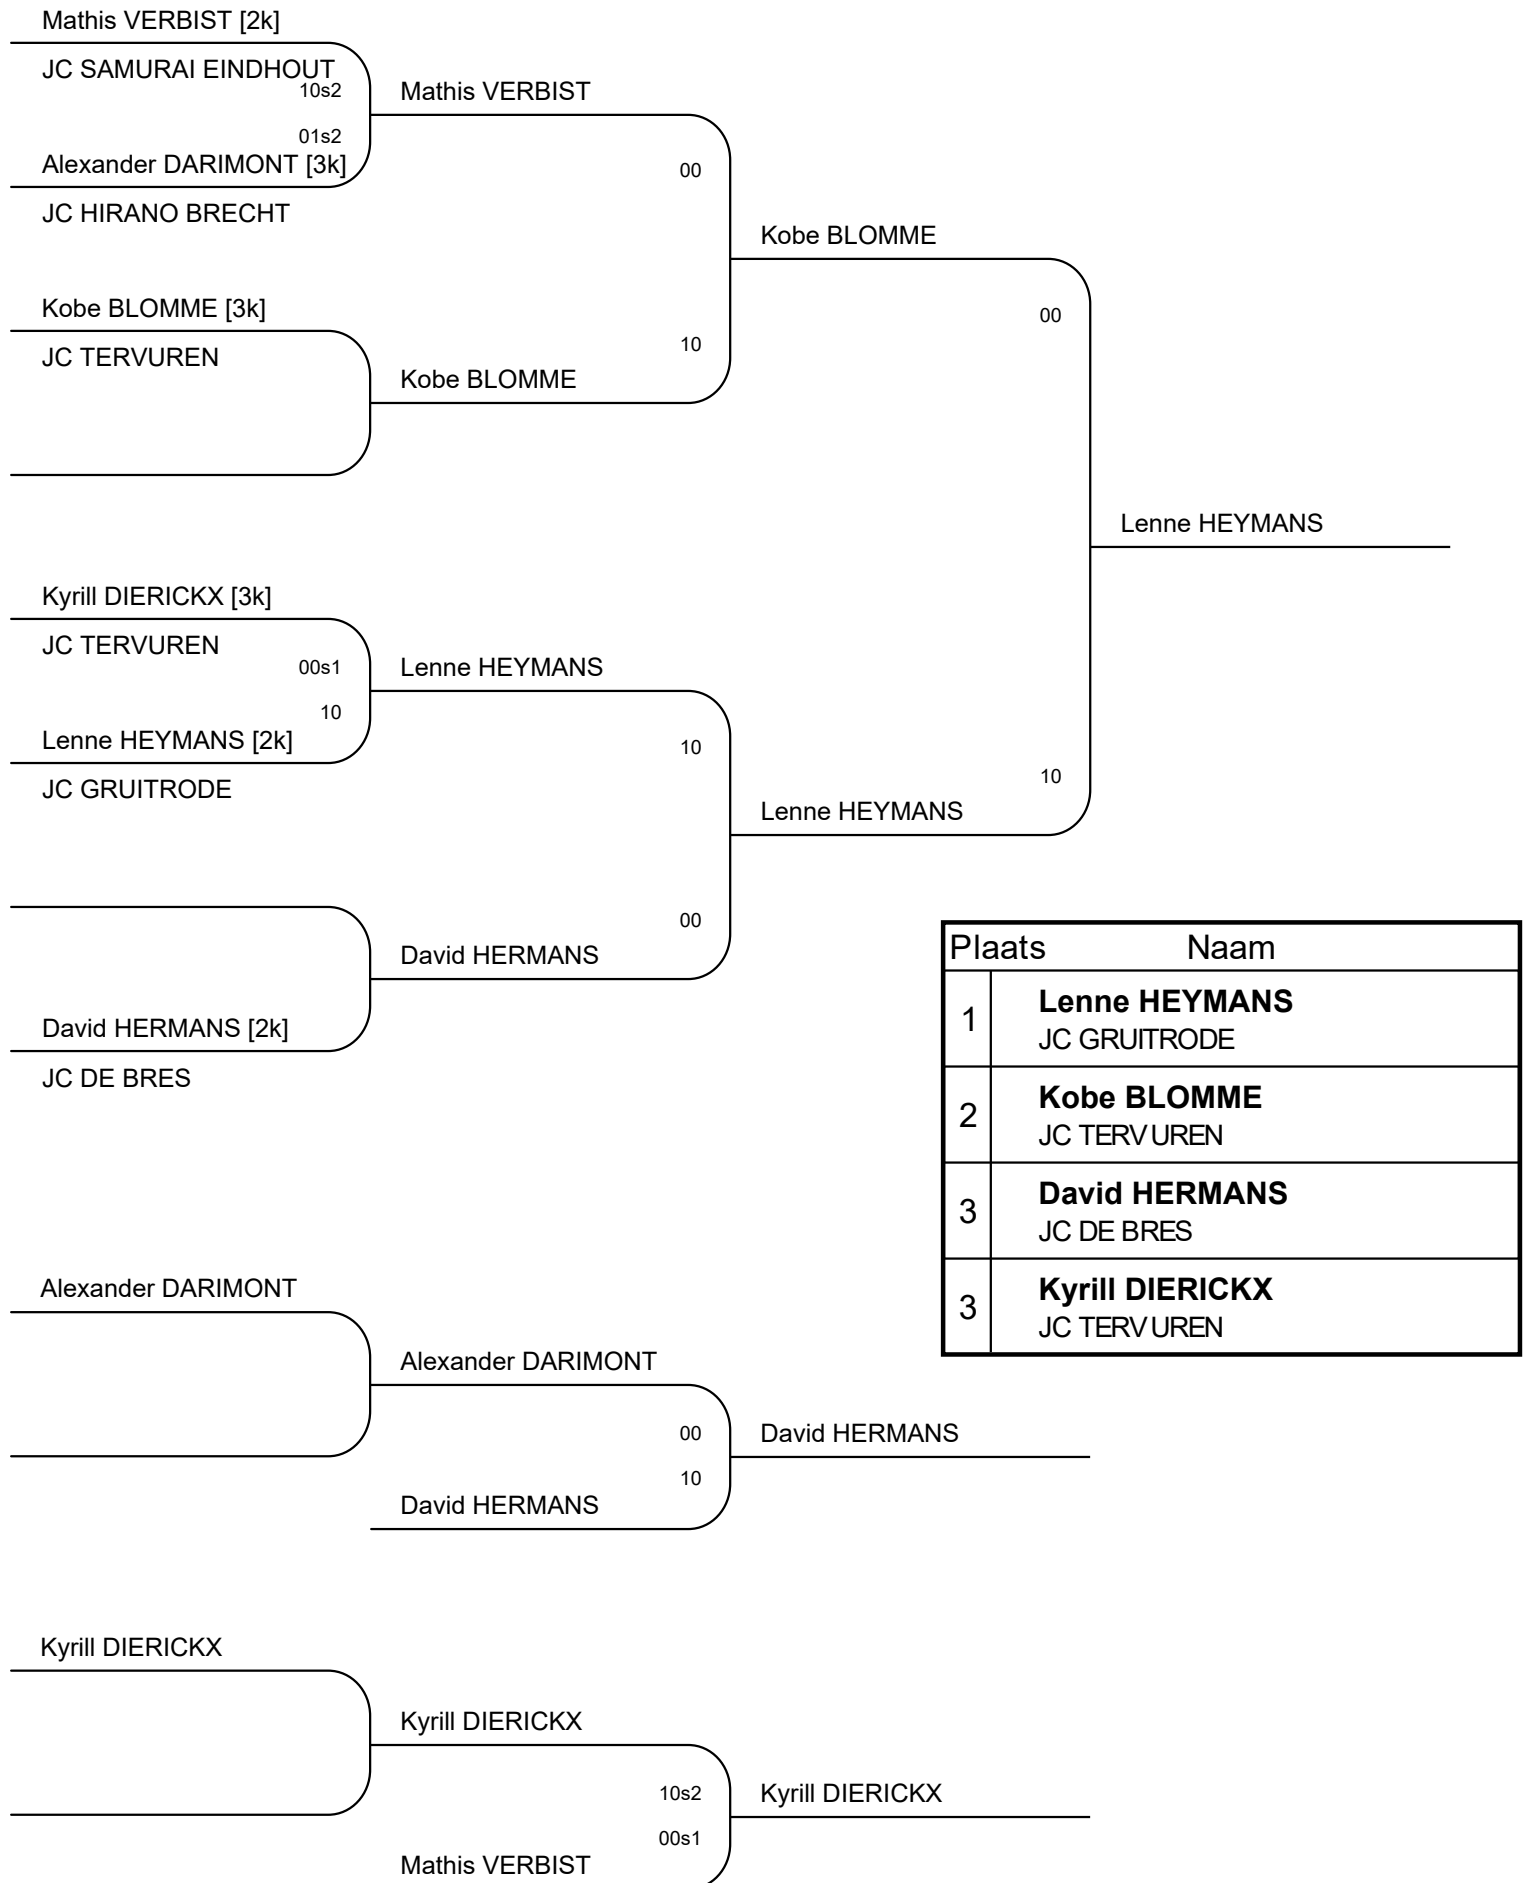 Mathis VERBIST [2k]
JC SAMURAI EINDHOUT
10s2
01s2
Alexander DARIMONT [3k]
JC HIRANO BRECHT
Mathis VERBIST
00
Kobe BLOMME [3k]
JC TERVUREN
10
Kobe BLOMME
Kobe BLOMME
00
Lenne HEYMANS
Kyrill DIERICKX [3k]
JC TERVUREN
00s1
10
Lenne HEYMANS [2k]
JC GRUITRODE
Lenne HEYMANS
10
00
David HERMANS
Lenne HEYMANS
10
David HERMANS [2k]
JC DE BRES
Plaats Naam
1 Lenne HEYMANS
JC GRUITRODE
2 Kobe BLOMME
JC TERVUREN
3 David HERMANS
JC DE BRES
3 Kyrill DIERICKX
JC TERVUREN
Alexander DARIMONT
Alexander DARIMONT
00
10
David HERMANS
David HERMANS
Kyrill DIERICKX
Kyrill DIERICKX
10s2
00s1
Mathis VERBIST
Kyrill DIERICKX